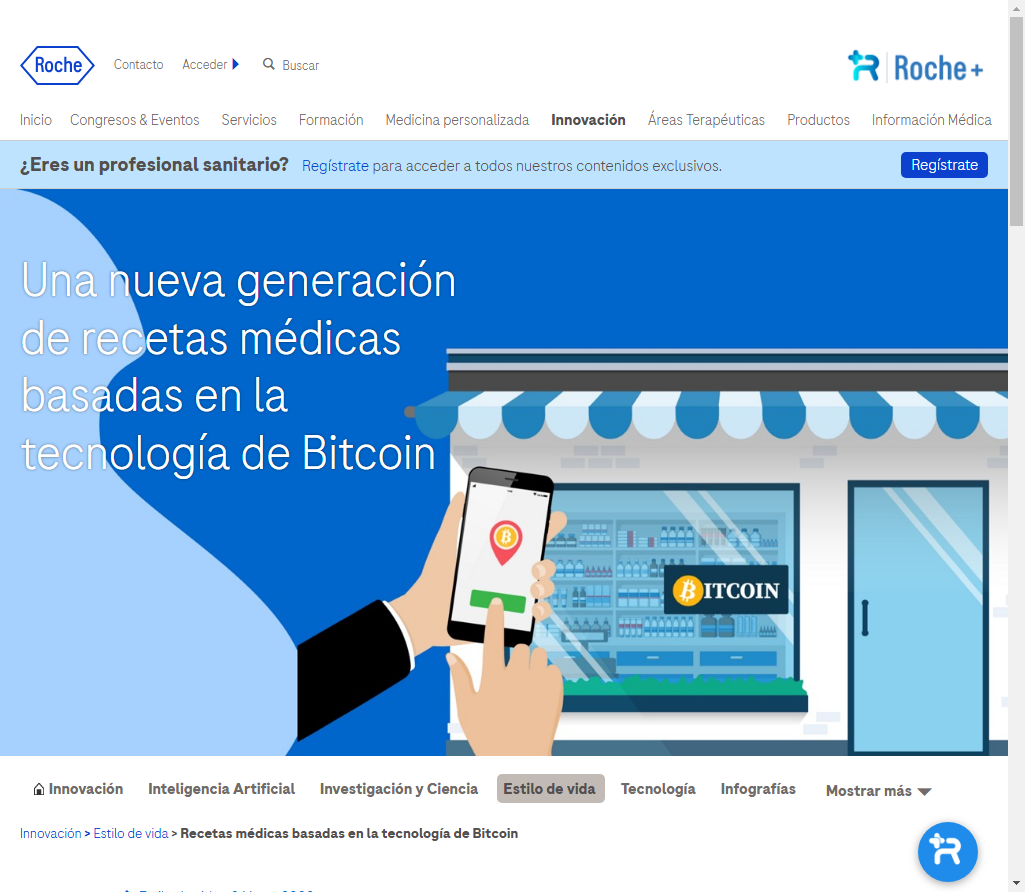 Roche
Contacto
Acceder
Buscar
Roche+
Inicio
Congresos & Eventos
Servicios
Formación
Medicina personalizada
Innovación
Áreas Terapéuticas
Productos
Información Médica
¿Eres un profesional sanitario?
Regístrate para acceder a todos nuestros contenidos exclusivos.
Regístrate
Una nueva generación
de recetas médicas
basadas en la
tecnología de Bitcoin
BITCOIN
Innovación
Inteligencia Artificial
Investigación y Ciencia
Estilo de vida
Tecnología
Infografías
Mostrar más
Innovación > Estilo de vida > Recetas médicas basadas en la tecnología de Bitcoin